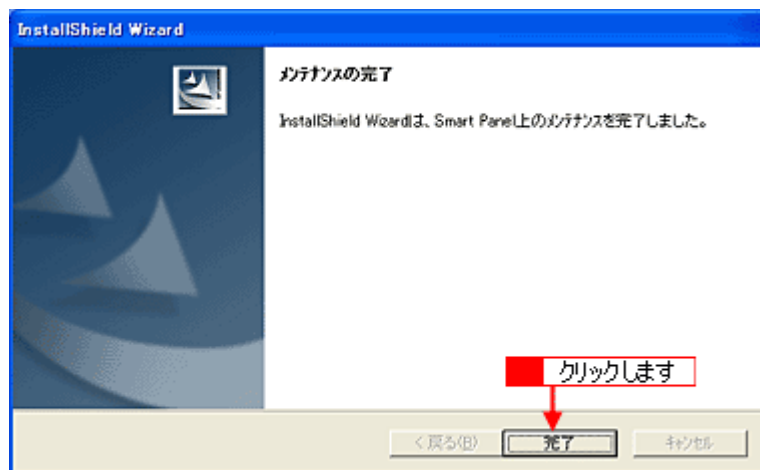 InstallShield Wizard
メンテナンスの完了
InstallShield Wizardは、Smart Panel上のメンテナンスを完了しました。
クリックします
< 戻る(B)
完了
キャンセル